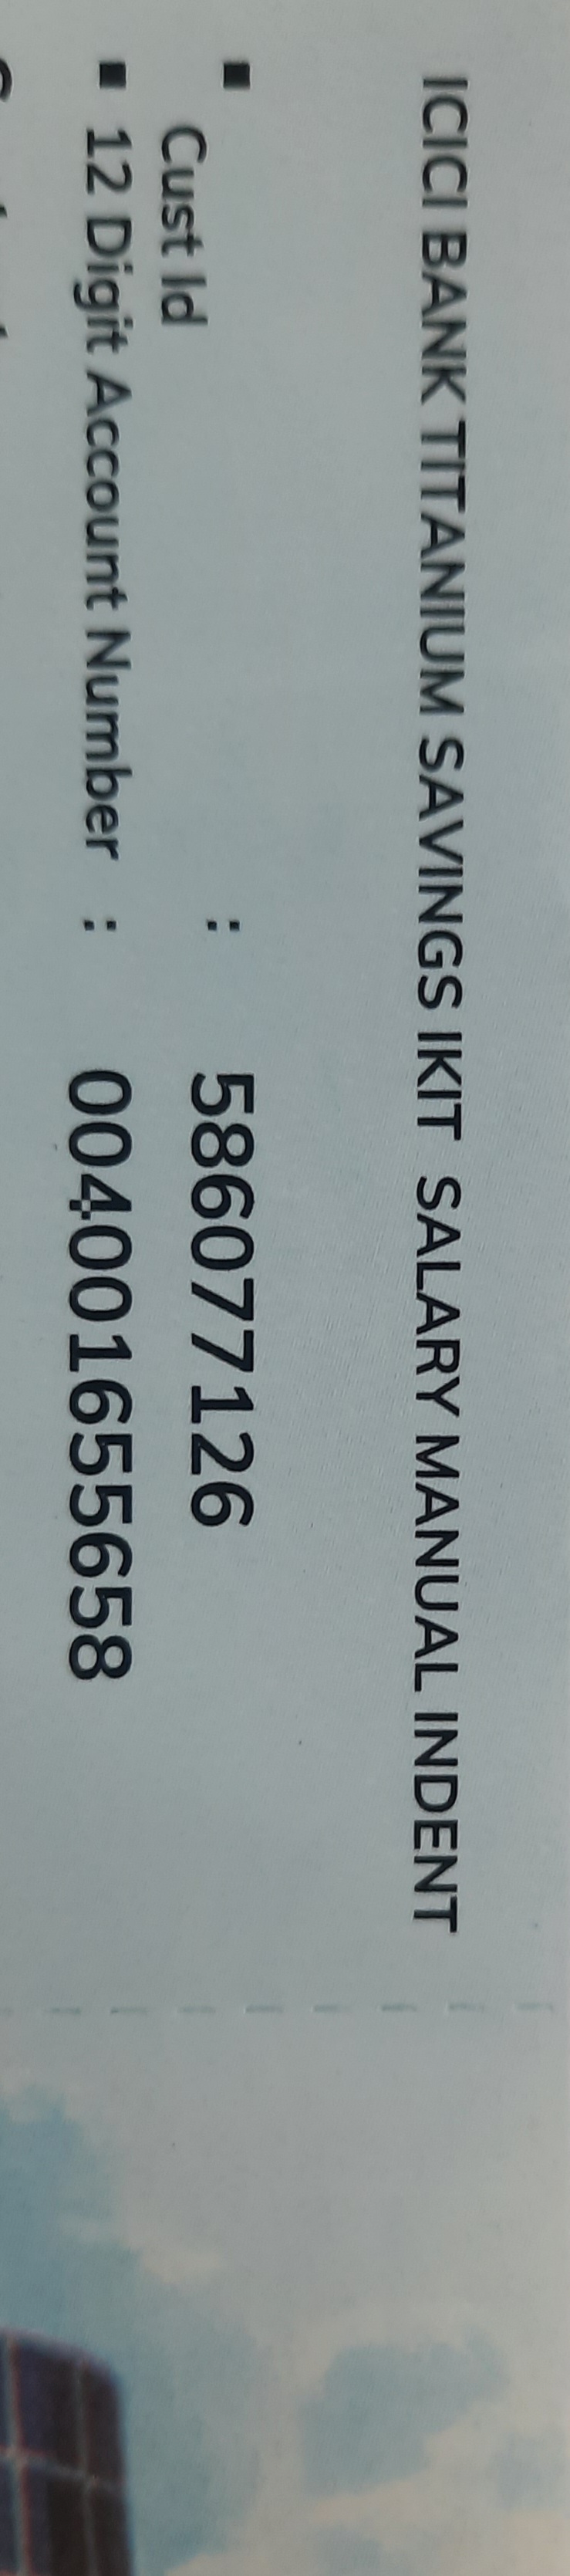 ICICI BANK TITANIUM SAVINGS IKIT  SALARY MANUAL INDENT
▪ Cust Id : 586077126
▪ 12 Digit Account Number : 004001655658